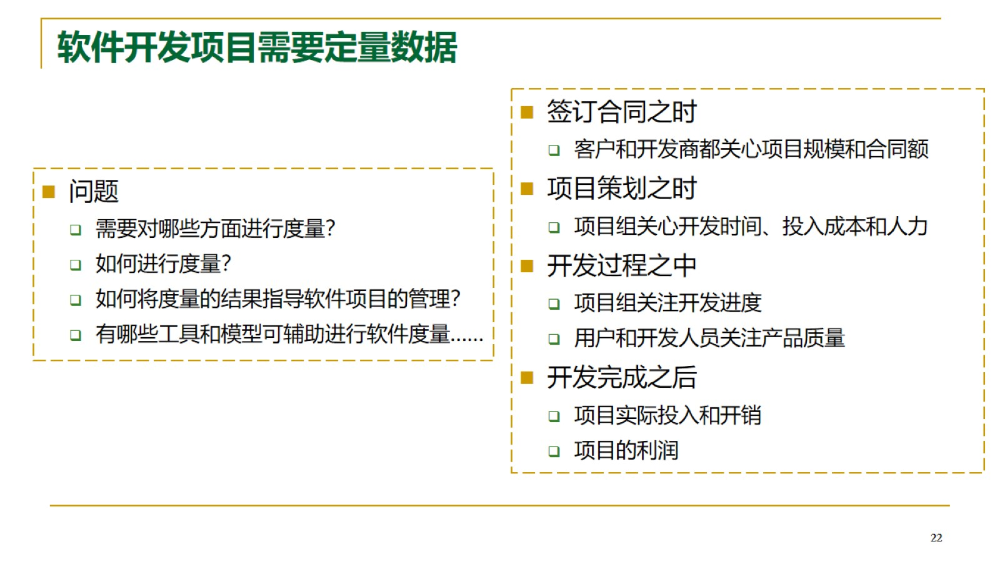 软件开发项目需要定量数据
问题
需要对哪些方面进行度量?
如何进行度量?
如何将度量的结果指导软件项目的管理?
有哪些工具和模型可辅助进行软件度量......
签订合同之时
客户和开发商都关心项目规模和合同额
项目策划之时
项目组关心开发时间、投入成本和人力
开发过程之中
项目组关注开发进度
用户和开发人员关注产品质量
开发完成之后
项目实际投入和开销
项目的利润
22